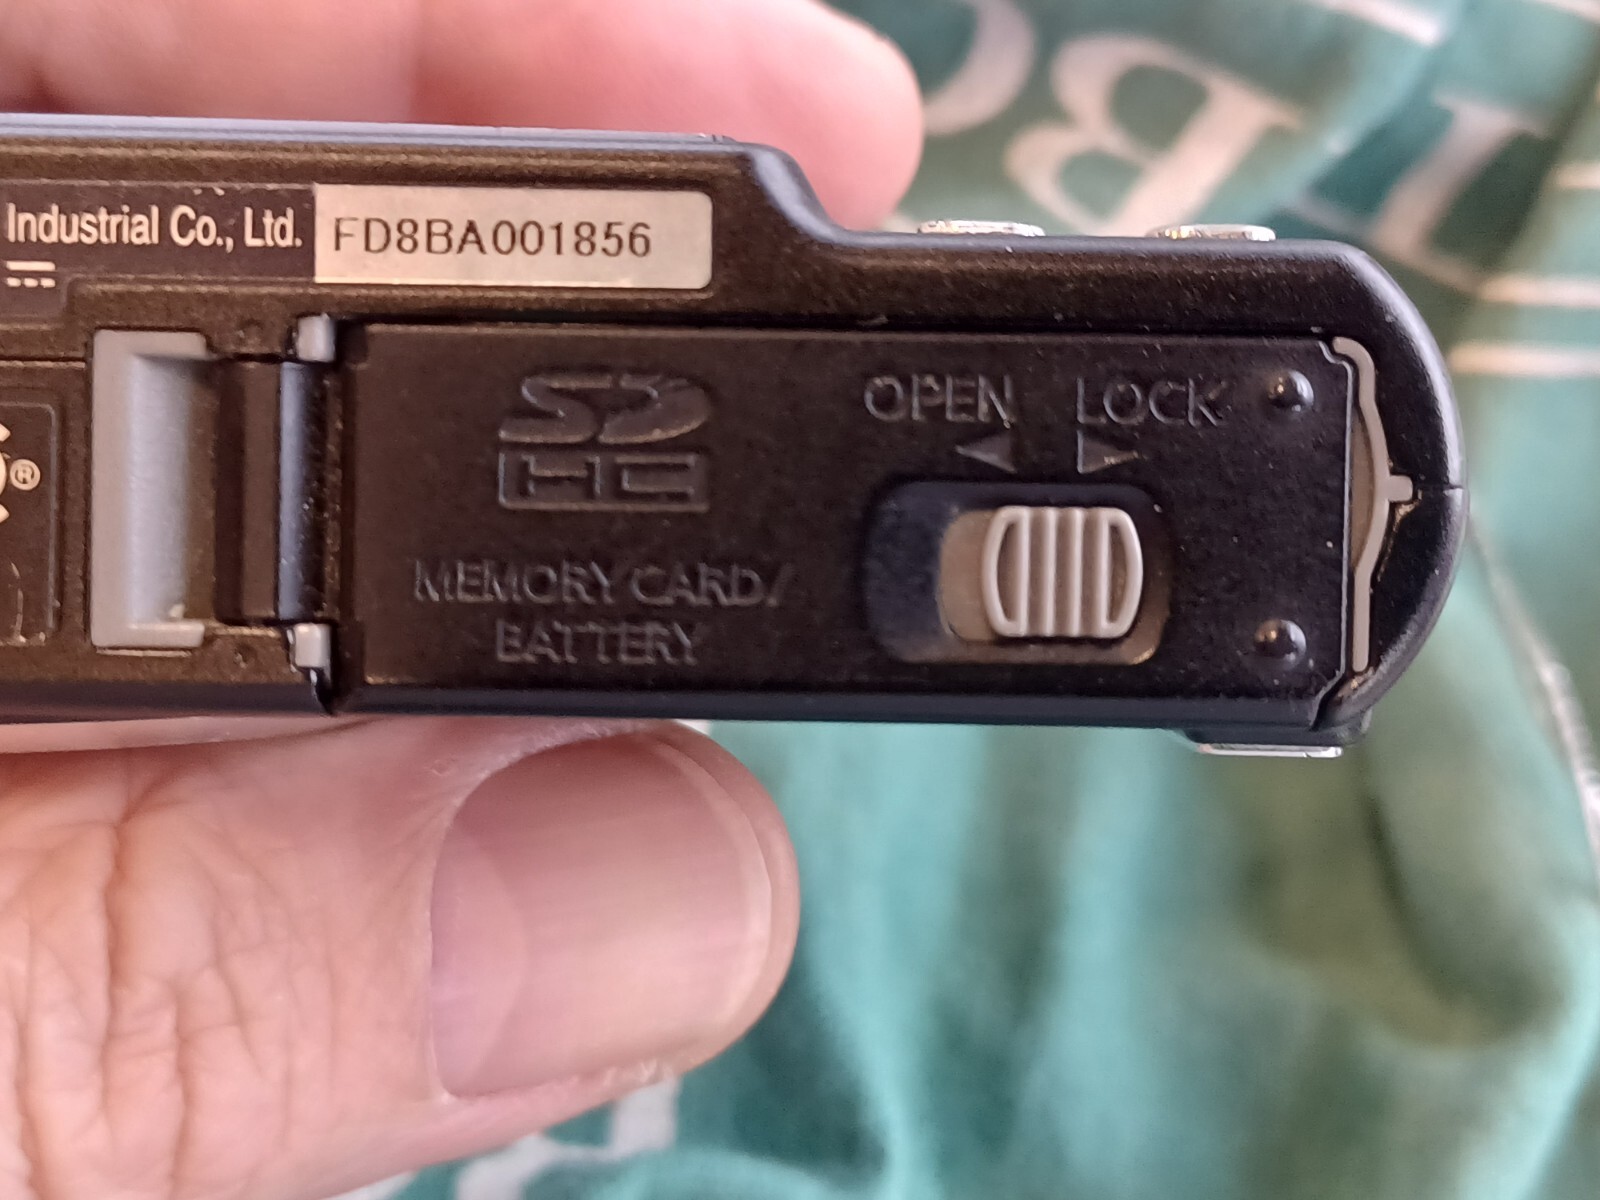 Industrial Co., Ltd.
FD8BA001856
®
SD
HC
OPEN LOCK
MEMORY CARD/
BATTERY